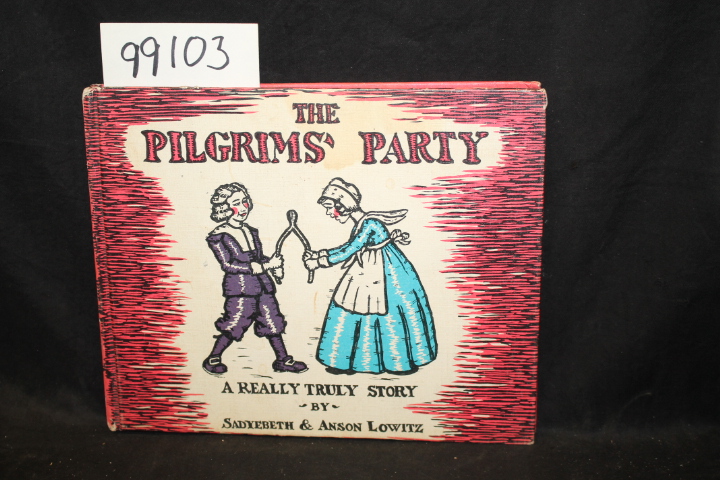 99103
THE
PILGRIMS' PARTY
A REALLY TRULY STORY
~BY~
SADYEBETH & ANSON LOWITZ